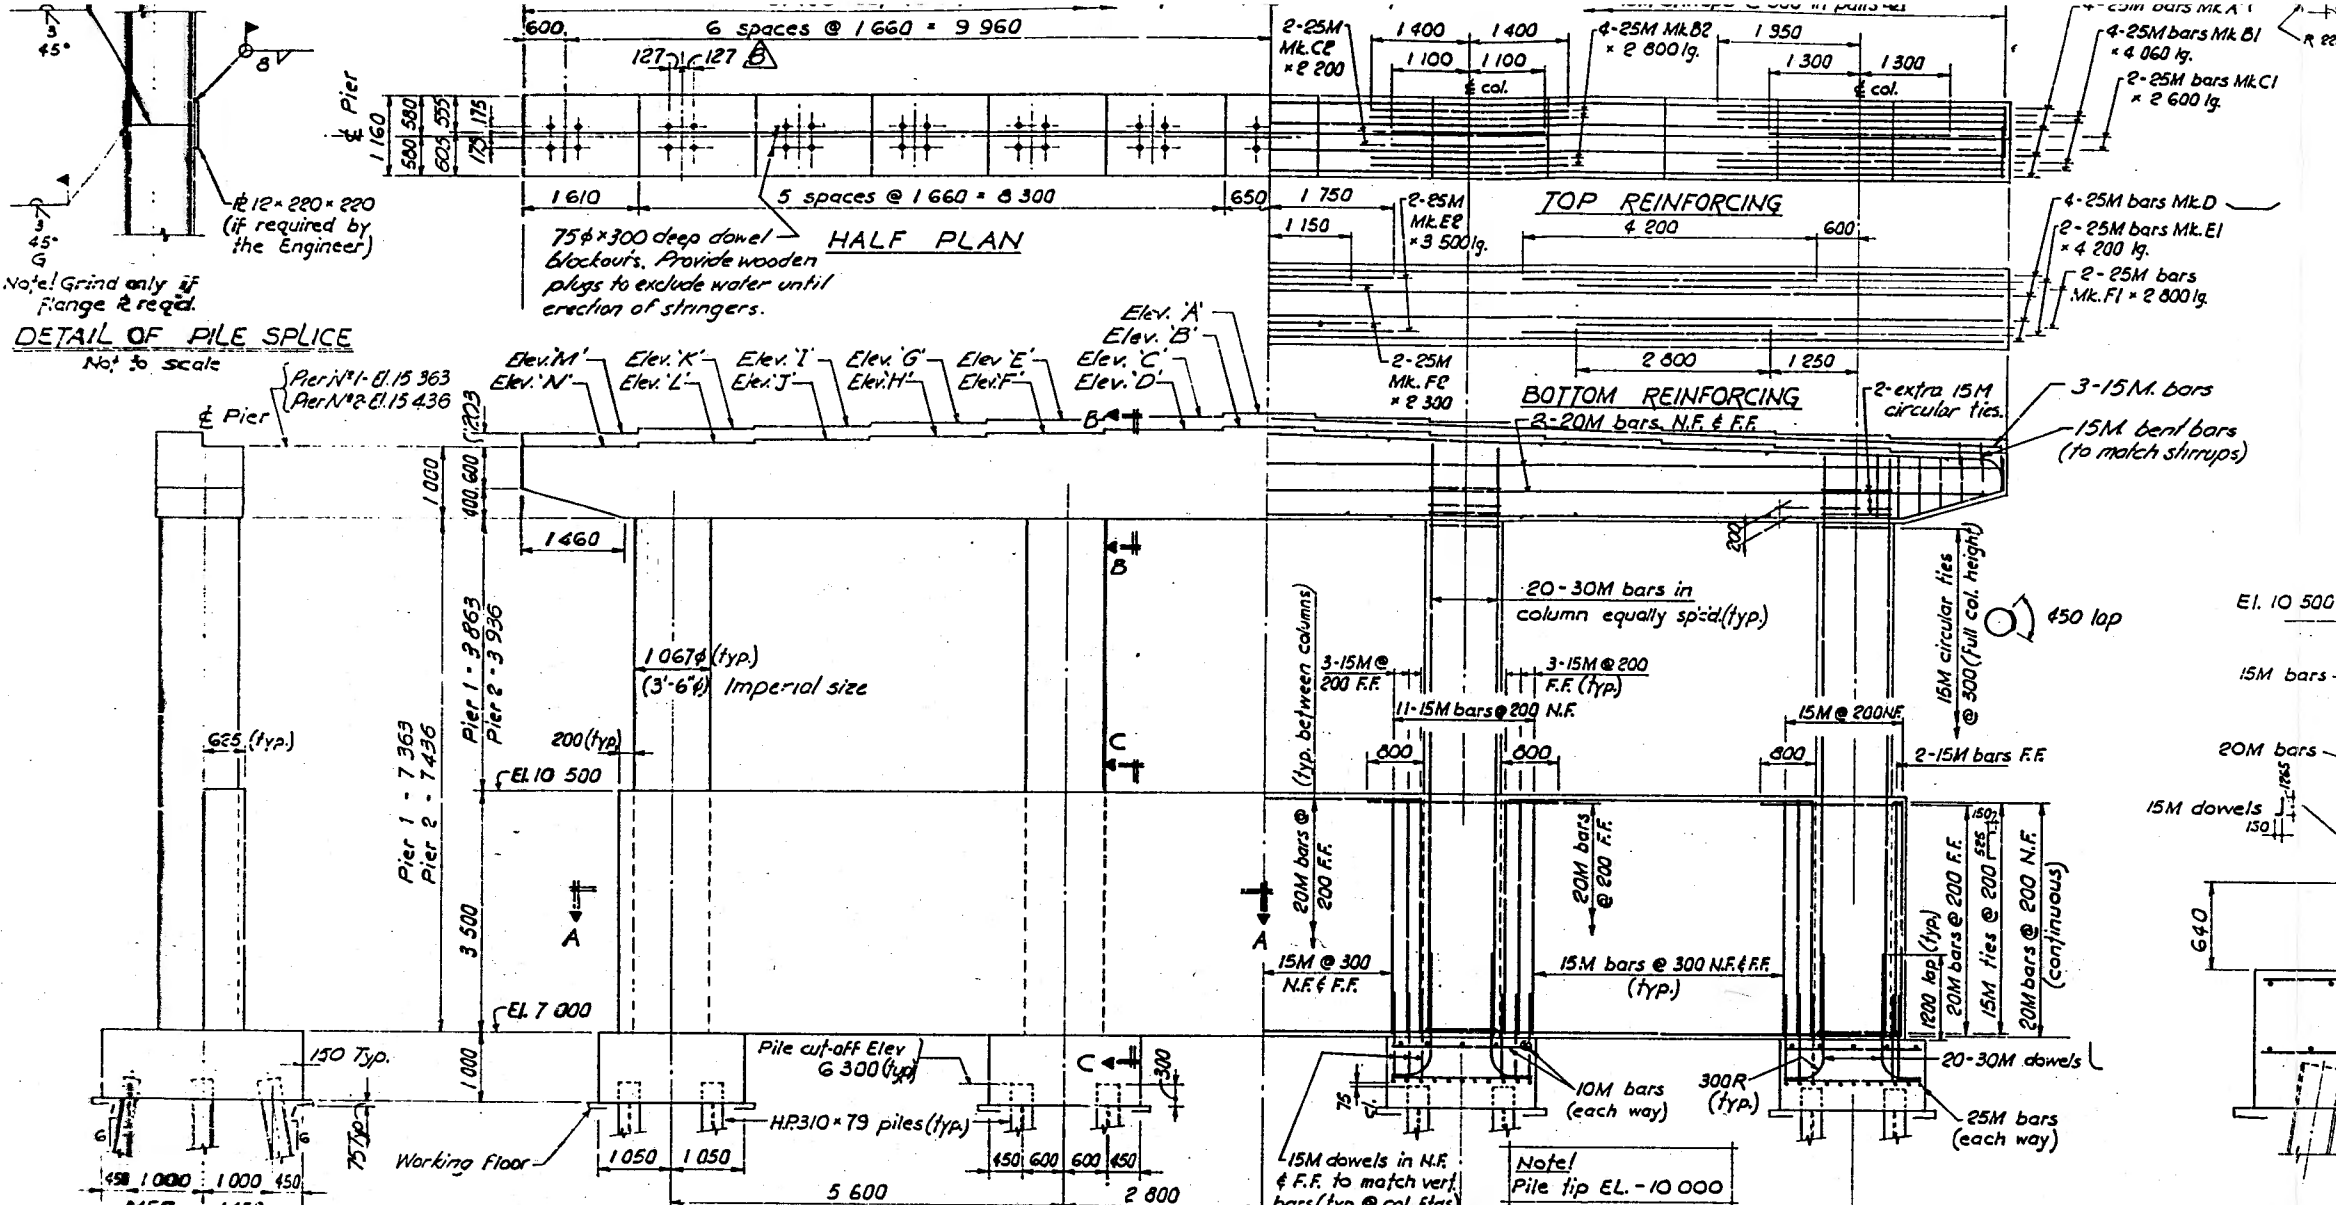 3
45°
8
600
6 spaces @ 1 660 = 9 960
127
127
B
2-25M
Mk.C2
× 2 200
1 400
1 400
1 100
1 100
4-25M Mk.B2
× 2 800 lg.
1 950
1 300
1 300
4-25M bars Mk A1
4-25M bars Mk B1
× 4 060 lg.
2-25M bars Mk C1
× 2 600 lg.
℄ col.
℄ col.
℄ Pier
1 160
580
580
555
605
175
175
1 610
5 spaces @ 1 660 = 8 300
650
1 750
1 150
TOP REINFORCING
HALF PLAN
75ϕ×300 deep dowel
blockouts. Provide wooden
plugs to exclude water until
erection of stringers.
2-25M
Mk.E2
×3 500 lg.
4 200
600
4-25M bars Mk.D
2-25M bars Mk.E1
× 4 200 lg.
2-25M bars
Mk.F1 × 2 800 lg.
℄ 12×220×220
(if required by
the Engineer)
3
45°
G
Note! Grind only if
flange ℄ req'd.
DETAIL OF PILE SPLICE
Not to scale
2-25M
Mk. F2
× 2 300
2 800
1 250
BOTTOM REINFORCING
Elev. 'A'
Elev. 'B'
Elev. 'C'
Elev. 'D'
Elev. 'E'
Elev. 'F'
Elev. 'G'
Elev. 'H'
Elev. 'I'
Elev. 'J'
Elev. 'K'
Elev. 'L'
Elev. 'M'
Elev. 'N'
Pier Nº1 - El. 15 363
Pier Nº2 - El. 15 436
℄ Pier
B
2-20M bars N.F. & F.F.
2-extra 15M
circular ties.
3-15M. bars
15M bent bars
(to match stirrups)
(203)
600
400
1 000
1 460
B
200
Pier 1 - 3 863
Pier 2 - 3 936
Pier 1 - 7 363
Pier 2 - 7 436
3 500
1 000
625 (typ.)
1 067ϕ (typ.)
(3'-6"ϕ) Imperial size
200 (typ.)
C
El. 10 500
El. 7 000
A
A
C
(typ. between columns)
20M bars @
200 F.F.
20-30M bars in
column equally sp'cd. (typ.)
3-15M @
200 F.F.
3-15M @ 200
F.F. (typ.)
11-15M bars @ 200 N.F.
15M @ 200 N.F.
800
800
800
2-15M bars F.F.
15M circular ties
@ 300 (full col. height)
450 lap
20M bars
@ 200 F.F.
15M @ 300
N.F. & F.F.
15M bars @ 300 N.F. & F.F.
(typ.)
1200 lap (typ.)
20M bars @ 200 F.F.
15M ties @ 200
525
150
20M bars @ 200 N.F.
(continuous)
El. 10 500
15M bars
20M bars
15M dowels
1265
150
640
150 Typ.
75 Typ.
6
6
450
1 000
1 000
450
Pile cut-off Elev
6 300 (typ)
300
HP.310 × 79 piles (typ.)
Working Floor
1 050
1 050
450
600
600
450
5 600
2 800
10M bars
(each way)
300R
(typ.)
20-30M dowels
25M bars
(each way)
75
cl.
15M dowels in N.F.
& F.F. to match vert.
Note!
Pile tip EL. -10 000